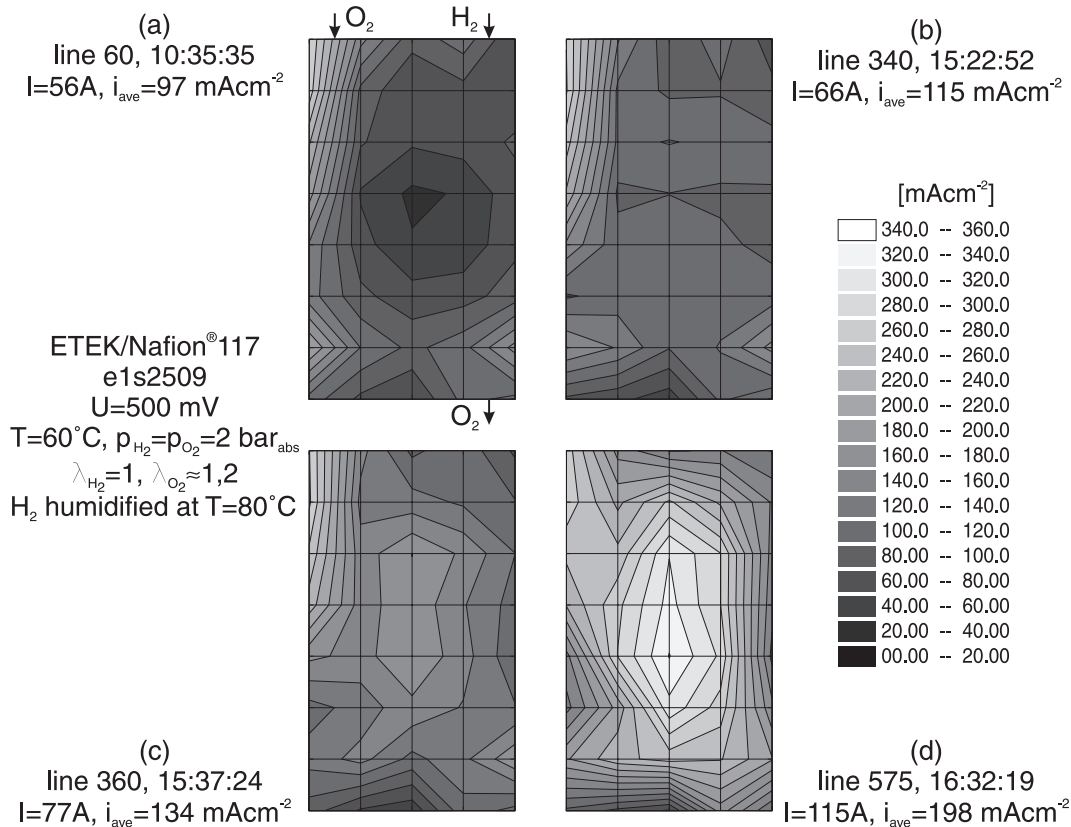 (a)
line 60, 10:35:35
I=56A, i_ave=97 mAcm⁻²
O₂
H₂
(b)
line 340, 15:22:52
I=66A, i_ave=115 mAcm⁻²
[mAcm⁻²]
340.0 -- 360.0
320.0 -- 340.0
300.0 -- 320.0
280.0 -- 300.0
260.0 -- 280.0
240.0 -- 260.0
220.0 -- 240.0
200.0 -- 220.0
180.0 -- 200.0
160.0 -- 180.0
140.0 -- 160.0
120.0 -- 140.0
100.0 -- 120.0
80.00 -- 100.0
60.00 -- 80.00
40.00 -- 60.00
20.00 -- 40.00
00.00 -- 20.00
ETEK/Nafion®117
e1s2509
U=500 mV
T=60°C, p_H₂=p_O₂=2 bar_abs
λ_H₂=1, λ_O₂≈1,2
H₂ humidified at T=80°C
O₂
(c)
line 360, 15:37:24
I=77A, i_ave=134 mAcm⁻²
(d)
line 575, 16:32:19
I=115A, i_ave=198 mAcm⁻²